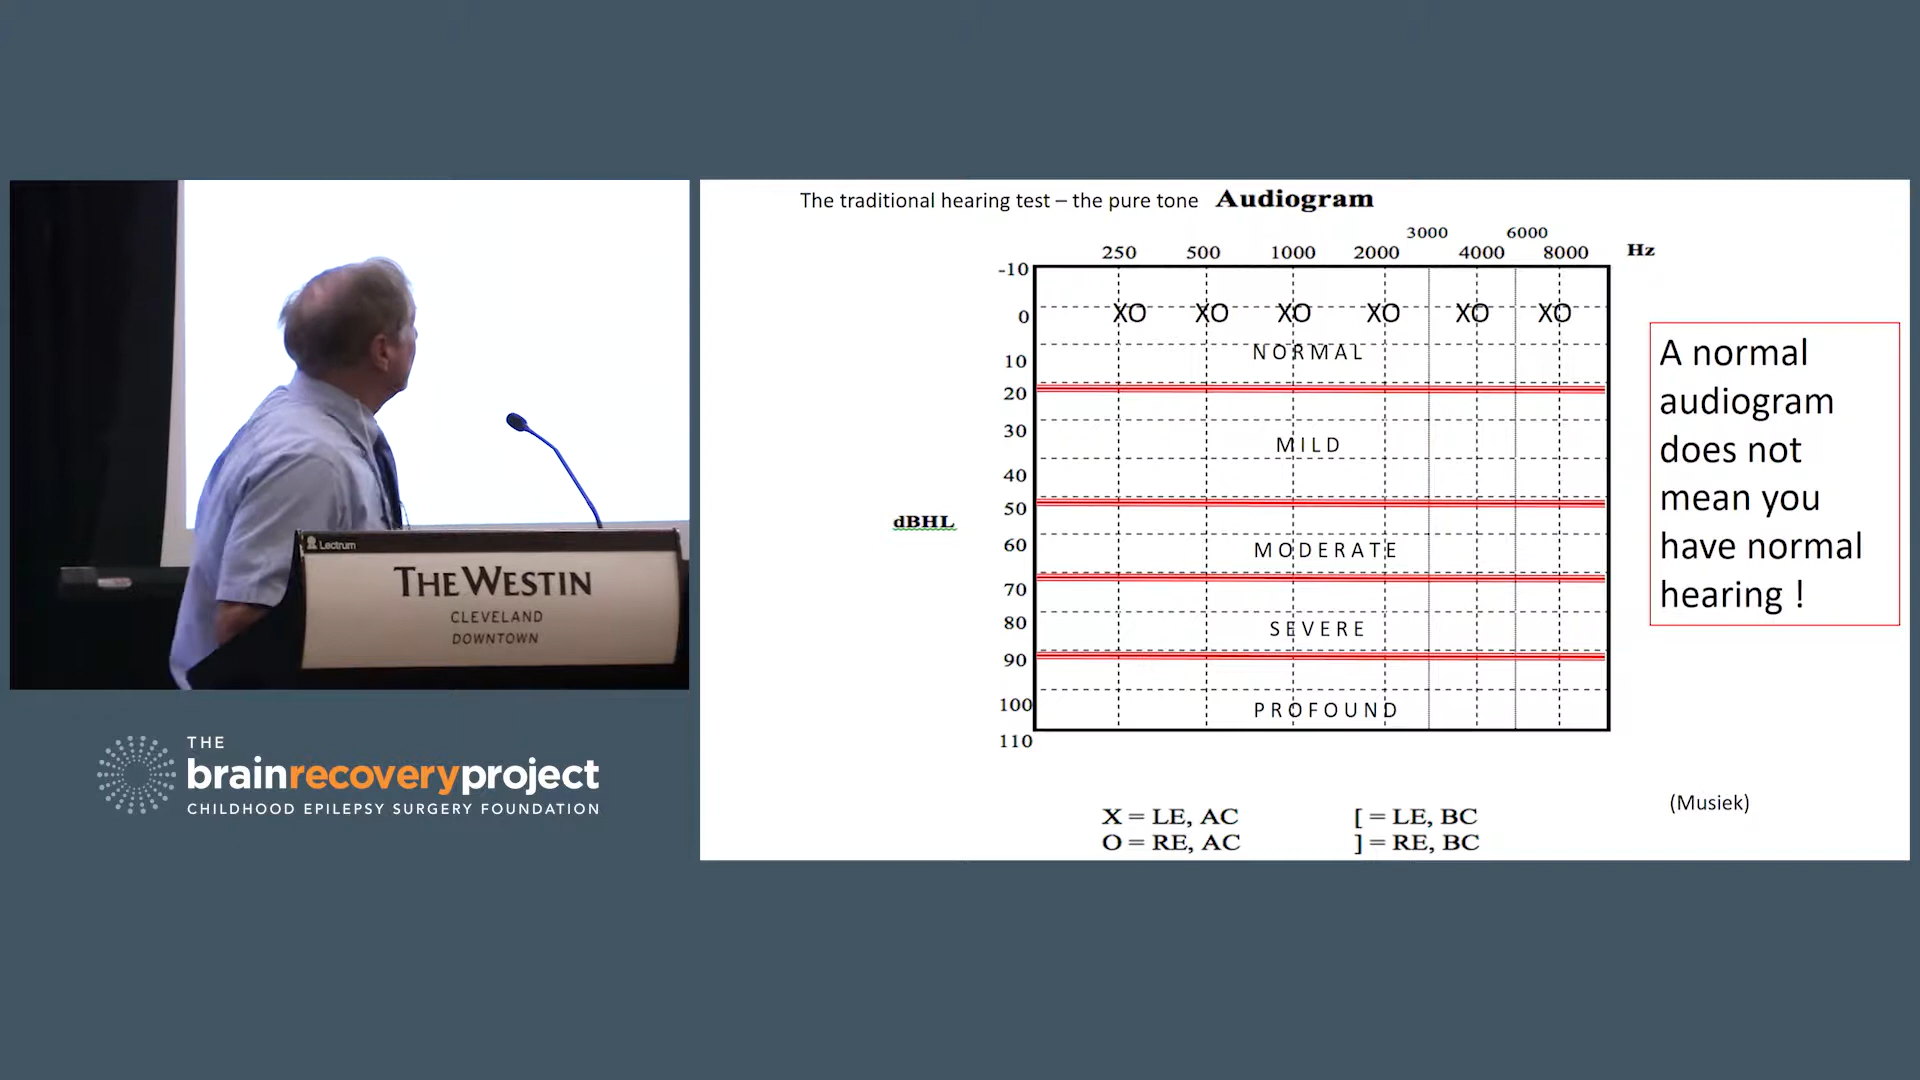 Lectrum
THE WESTIN
CLEVELAND
DOWNTOWN
THE
brainrecoveryproject
CHILDHOOD EPILEPSY SURGERY FOUNDATION
The traditional hearing test – the pure tone Audiogram
3000 6000
250 500 1000 2000 4000 8000 Hz
-10
0 XO XO XO XO XO XO
NORMAL
10
20
30
MILD
40
50
dBHL
60 MODERATE
70
80 SEVERE
90
100 PROFOUND
110
A normal
audiogram
does not
mean you
have normal
hearing !
(Musiek)
X = LE, AC [ = LE, BC
O = RE, AC ] = RE, BC